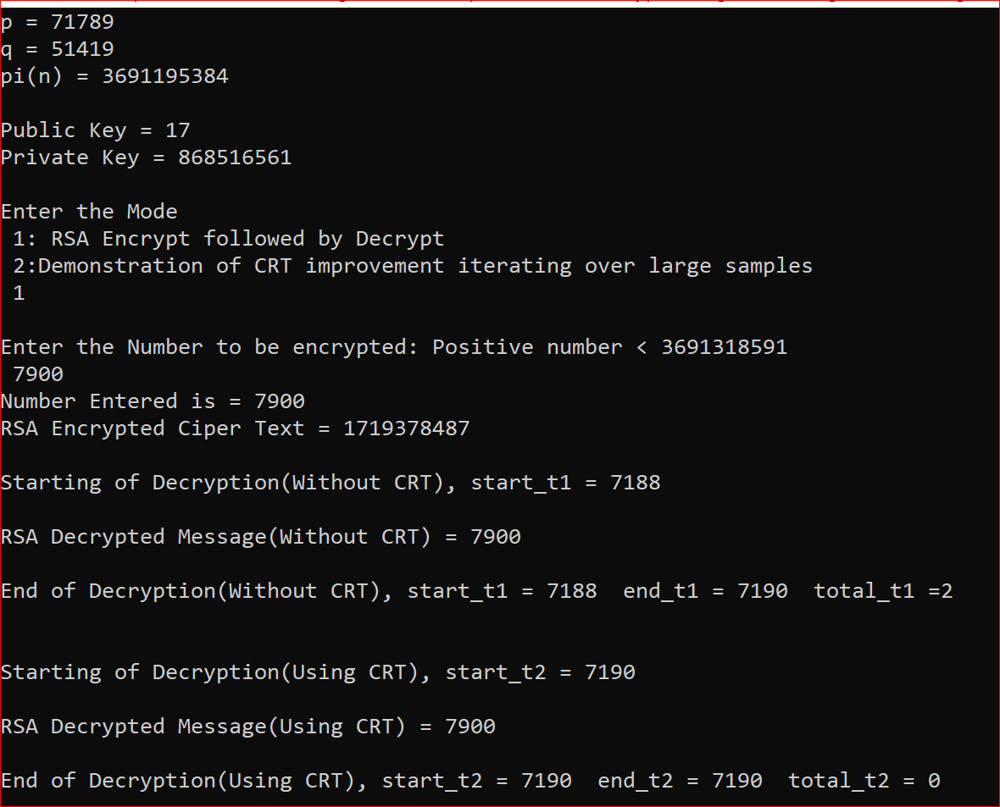 p = 71789
q = 51419
pi(n) = 3691195384
Public Key = 17
Private Key = 868516561
Enter the Mode
1: RSA Encrypt followed by Decrypt
2:Demonstration of CRT improvement iterating over large samples
1
Enter the Number to be encrypted: Positive number < 3691318591
7900
Number Entered is = 7900
RSA Encrypted Ciper Text = 1719378487
Starting of Decryption(Without CRT), start_t1 = 7188
RSA Decrypted Message(Without CRT) = 7900
End of Decryption(Without CRT), start_t1 = 7188  end_t1 = 7190  total_t1 =2
Starting of Decryption(Using CRT), start_t2 = 7190
RSA Decrypted Message(Using CRT) = 7900
End of Decryption(Using CRT), start_t2 = 7190  end_t2 = 7190  total_t2 = 0